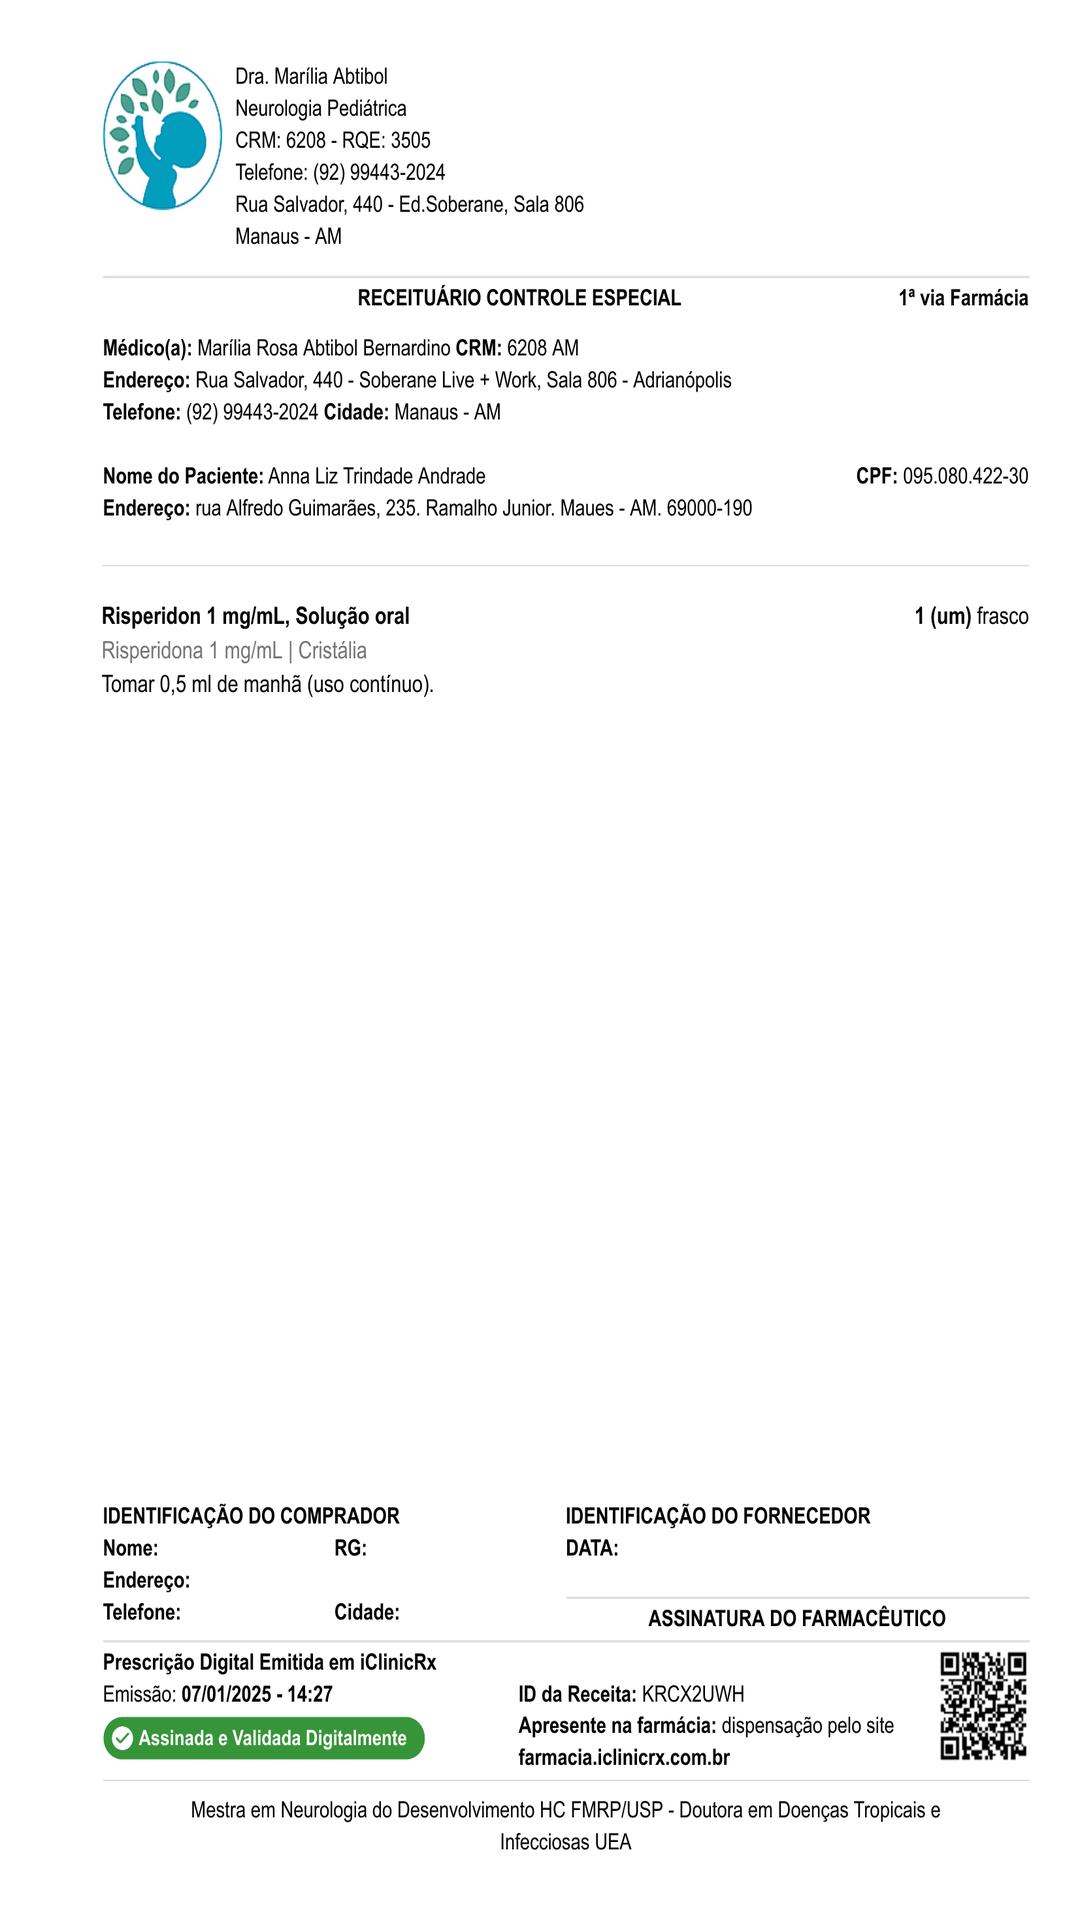 Dra. Marília Abtibol
Neurologia Pediátrica
CRM: 6208 - RQE: 3505
Telefone: (92) 99443-2024
Rua Salvador, 440 - Ed.Soberane, Sala 806
Manaus - AM
RECEITUÁRIO CONTROLE ESPECIAL 1ª via Farmácia
Médico(a): Marília Rosa Abtibol Bernardino CRM: 6208 AM
Endereço: Rua Salvador, 440 - Soberane Live + Work, Sala 806 - Adrianópolis
Telefone: (92) 99443-2024 Cidade: Manaus - AM
Nome do Paciente: Anna Liz Trindade Andrade CPF: 095.080.422-30
Endereço: rua Alfredo Guimarães, 235. Ramalho Junior. Maues - AM. 69000-190
Risperidon 1 mg/mL, Solução oral 1 (um) frasco
Risperidona 1 mg/mL | Cristália
Tomar 0,5 ml de manhã (uso contínuo).
IDENTIFICAÇÃO DO COMPRADOR IDENTIFICAÇÃO DO FORNECEDOR
Nome: RG: DATA:
Endereço:
Telefone: Cidade:
ASSINATURA DO FARMACÊUTICO
Prescrição Digital Emitida em iClinicRx
Emissão: 07/01/2025 - 14:27 ID da Receita: KRCX2UWH
Assinada e Validada Digitalmente Apresente na farmácia: dispensação pelo site
farmacia.iclinicrx.com.br
Mestra em Neurologia do Desenvolvimento HC FMRP/USP - Doutora em Doenças Tropicais e
Infecciosas UEA